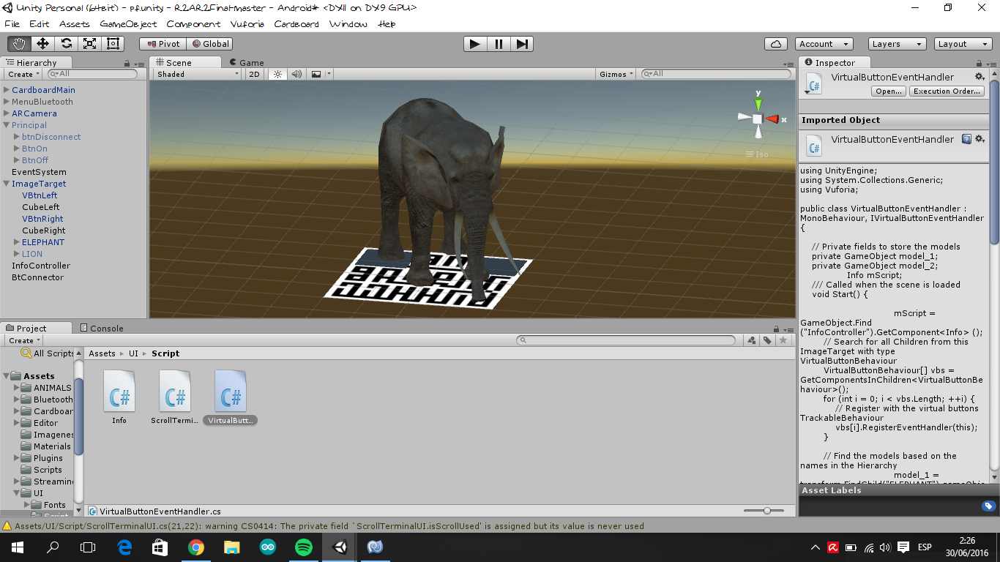 Unity Personal (64bit) - pf.unity - R2AR2Final-master - Android* <DX11 on DX9 GPU>
File Edit Assets GameObject Component Vuforia Cardboard Window Help
Pivot Global Account Layers Layout
Hierarchy
Create All
CardboardMain
MenuBluetooth
ARCamera
Principal
btnDisconnect
BtnOn
BtnOff
EventSystem
ImageTarget
VBtnLeft
CubeLeft
VBtnRight
CubeRight
ELEPHANT
LION
InfoController
BtConnector
Scene Game
Shaded 2D Gizmos All
y
x
Iso
Inspector
VirtualButtonEventHandler
Open... Execution Order...
Imported Object
VirtualButtonEventHandler
using UnityEngine;
using System.Collections.Generic;
using Vuforia;
public class VirtualButtonEventHandler :
MonoBehaviour, IVirtualButtonEventHandler
{
// Private fields to store the models
private GameObject model_1;
private GameObject model_2;
Info mScript;
/// Called when the scene is loaded
void Start() {
mScript =
GameObject.Find
("InfoController").GetComponent<Info> ();
// Search for all Children from this
ImageTarget with type
VirtualButtonBehaviour
VirtualButtonBehaviour[] vbs =
GetComponentsInChildren<VirtualButtonBe
haviour>();
for (int i = 0; i < vbs.Length; ++i) {
// Register with the virtual buttons
TrackableBehaviour
vbs[i].RegisterEventHandler(this);
}
// Find the models based on the
names in the Hierarchy
model_1 =
transform.FindChild("ELEPHANT").gameObje
Asset Labels
Project Console
Create
All Scripts
Assets
ANIMALS
Bluetooth
Cardboar
Editor
Imagenes
Materials
Plugins
Scripts
Streamin
UI
Fonts
Script
Assets UI Script
C# C# C#
Info ScrollTermi... VirtualButt...
VirtualButtonEventHandler.cs
Assets/UI/Script/ScrollTerminalUI.cs(21,22): warning CS0414: The private field `ScrollTerminalUI.isScrollUsed' is assigned but its value is never used
ESP
2:26
30/06/2016